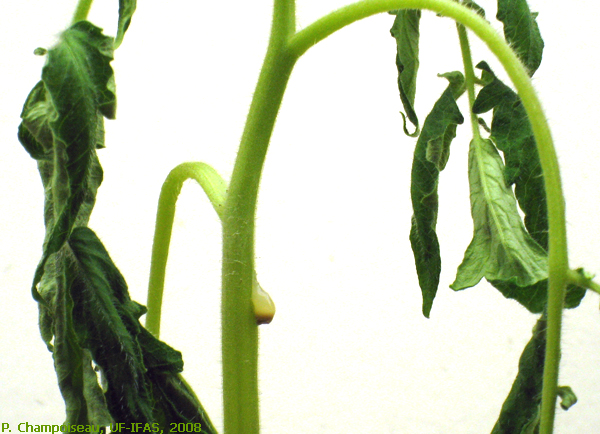 P. Champoiseau, UF-IFAS, 2008